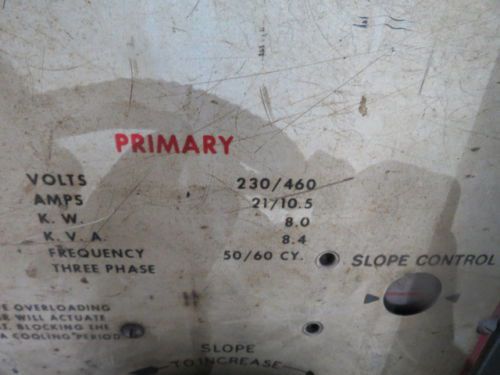 PRIMARY
VOLTS 230/460
AMPS 21/10.5
K. W. 8.0
K. V. A. 8.4
FREQUENCY 50/60 CY.
THREE PHASE
SLOPE CONTROL
OVERLOADING
WILL ACTUATE
BLOCKING THE
A COOLING PERIOD
SLOPE
TO INCREASE